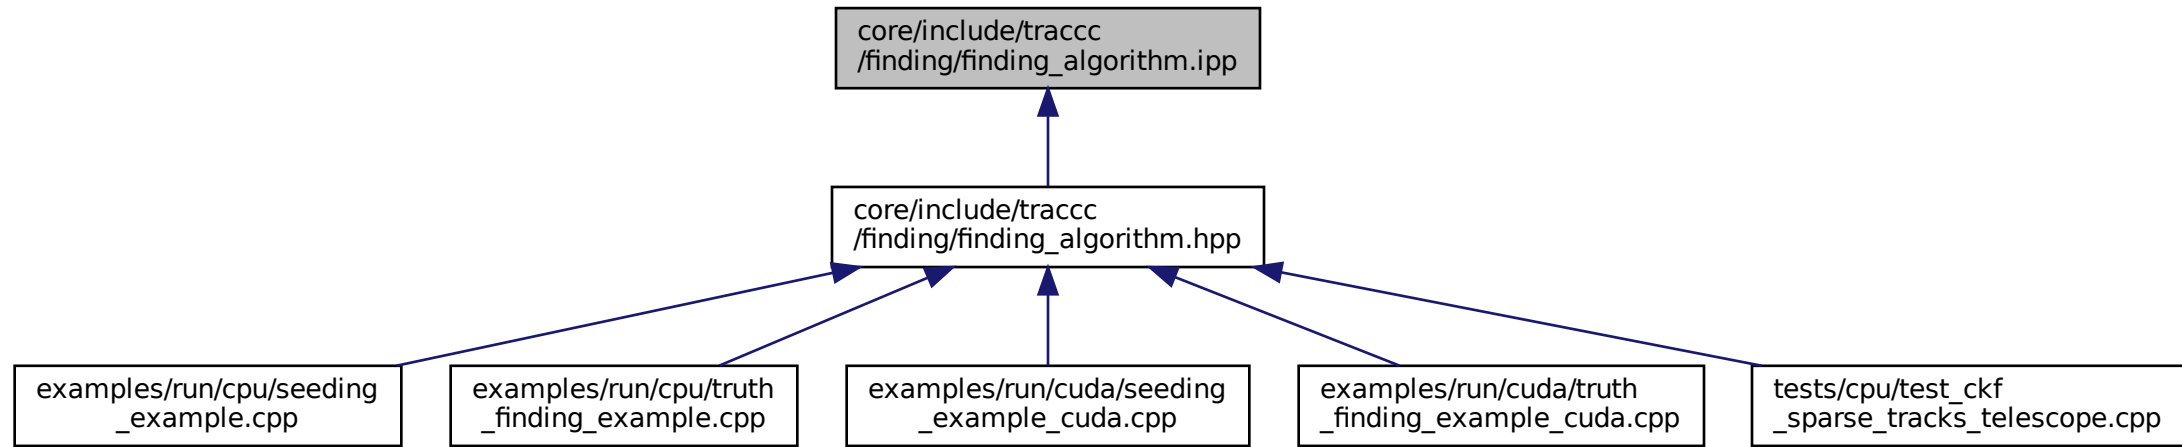 core/include/traccc
/finding/finding_algorithm.ipp
core/include/traccc
/finding/finding_algorithm.hpp
examples/run/cpu/seeding
_example.cpp
examples/run/cpu/truth
_finding_example.cpp
examples/run/cuda/seeding
_example_cuda.cpp
examples/run/cuda/truth
_finding_example_cuda.cpp
tests/cpu/test_ckf
_sparse_tracks_telescope.cpp